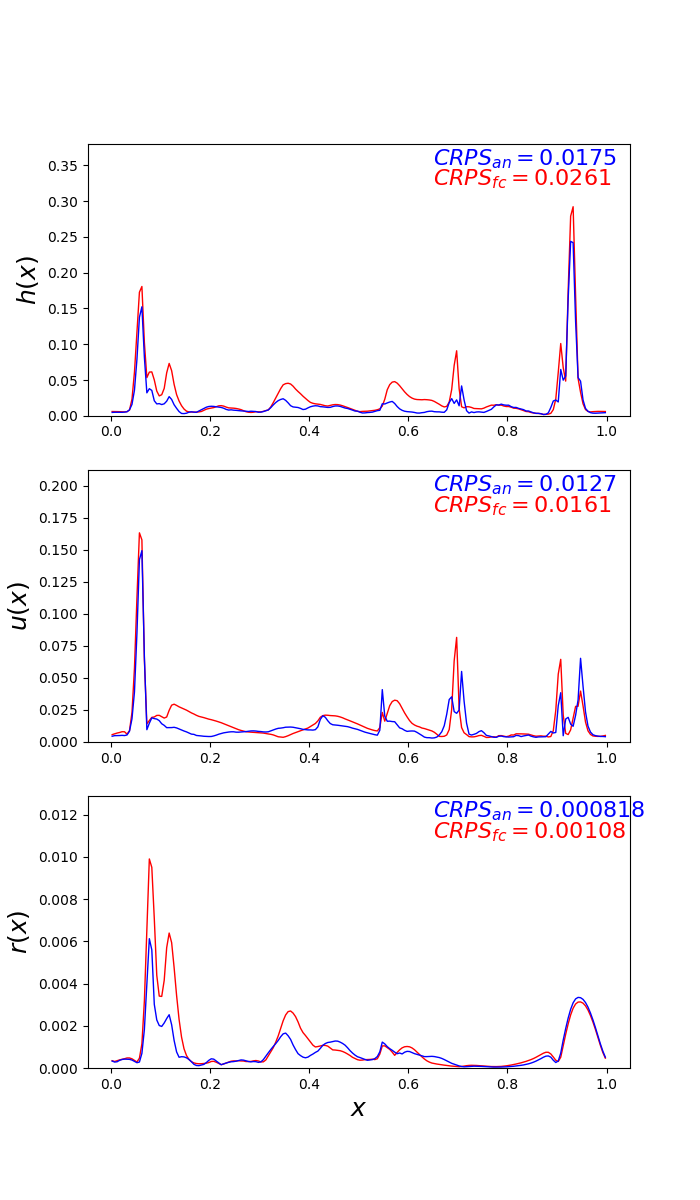 CRPS_an = 0.0175
CRPS_fc = 0.0261
h(x)
0.35
0.30
0.25
0.20
0.15
0.10
0.05
0.00
0.0 0.2 0.4 0.6 0.8 1.0
CRPS_an = 0.0127
CRPS_fc = 0.0161
u(x)
0.200
0.175
0.150
0.125
0.100
0.075
0.050
0.025
0.000
0.0 0.2 0.4 0.6 0.8 1.0
CRPS_an = 0.000818
CRPS_fc = 0.00108
r(x)
0.012
0.010
0.008
0.006
0.004
0.002
0.000
0.0 0.2 0.4 0.6 0.8 1.0
x